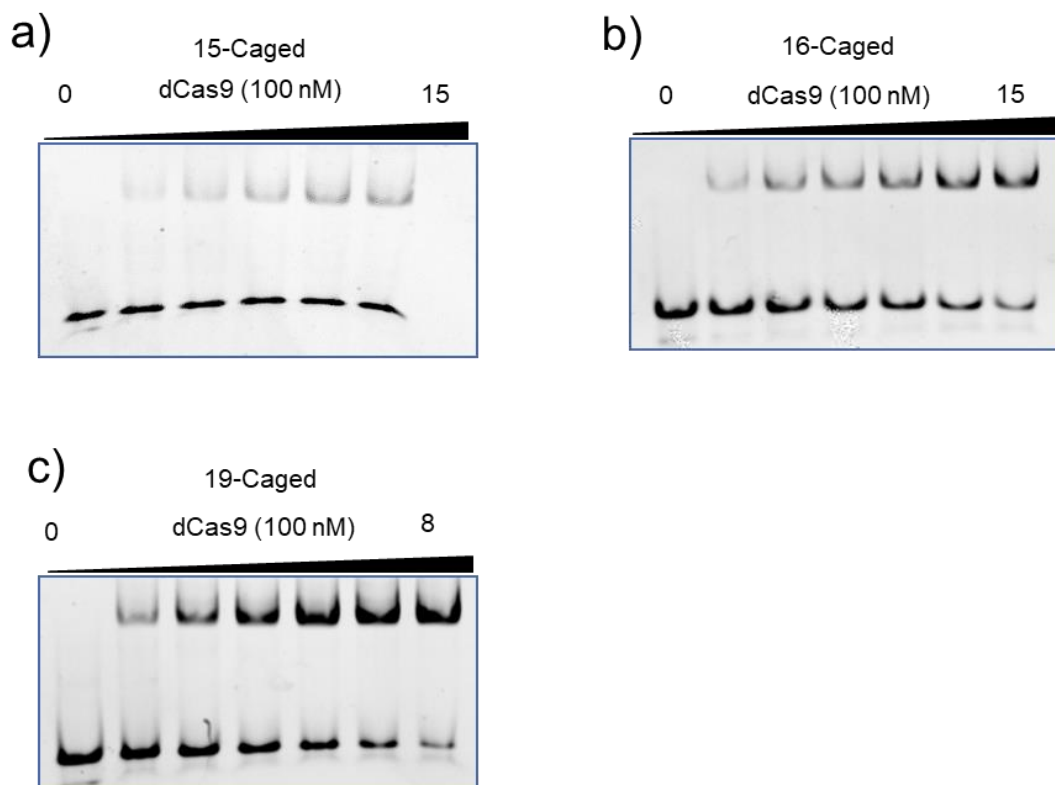 a)
15-Caged
0 dCas9 (100 nM) 15
b)
16-Caged
0 dCas9 (100 nM) 15
c)
19-Caged
0 dCas9 (100 nM) 8